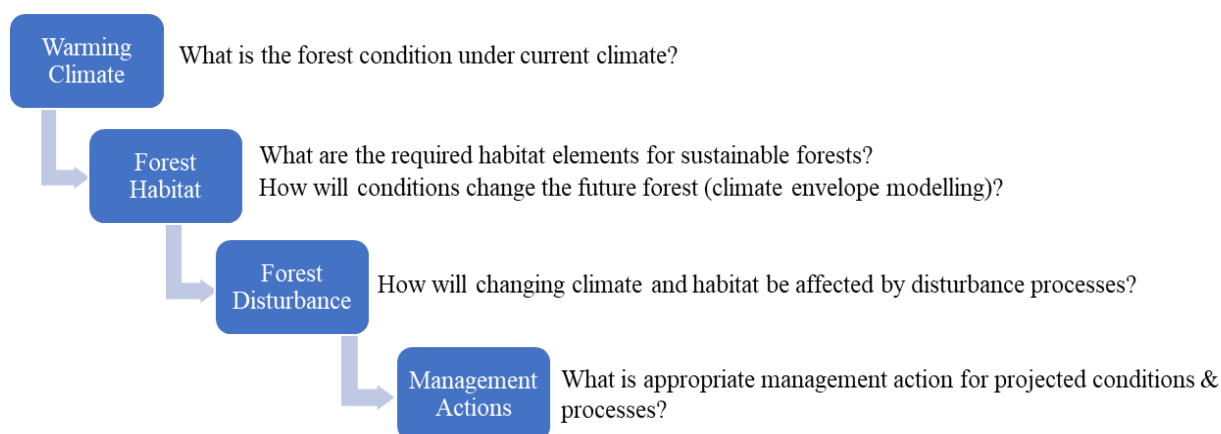 Warming
Climate
What is the forest condition under current climate?
Forest
Habitat
What are the required habitat elements for sustainable forests?
How will conditions change the future forest (climate envelope modelling)?
Forest
Disturbance
How will changing climate and habitat be affected by disturbance processes?
Management
Actions
What is appropriate management action for projected conditions &
processes?